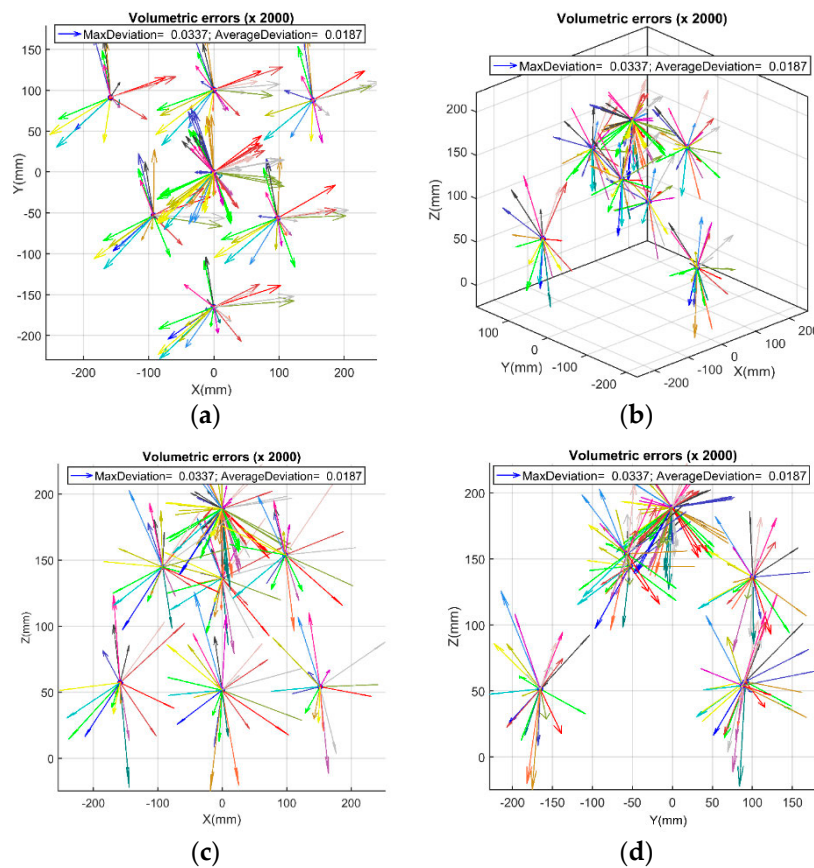 Volumetric errors (x 2000)
MaxDeviation= 0.0337; AverageDeviation= 0.0187
150
100
50
0
-50
-100
-150
-200
Y(mm)
-200 -100 0 100 200
X(mm)
(a)
Volumetric errors (x 2000)
MaxDeviation= 0.0337; AverageDeviation= 0.0187
200
150
100
50
0
Z(mm)
100
0
-100
-200
Y(mm)
-200
-100
0
100
200
X(mm)
(b)
Volumetric errors (x 2000)
MaxDeviation= 0.0337; AverageDeviation= 0.0187
200
150
100
50
0
Z(mm)
-200 -100 0 100 200
X(mm)
(c)
Volumetric errors (x 2000)
MaxDeviation= 0.0337; AverageDeviation= 0.0187
200
150
100
50
0
Z(mm)
-200 -150 -100 -50 0 50 100 150
Y(mm)
(d)